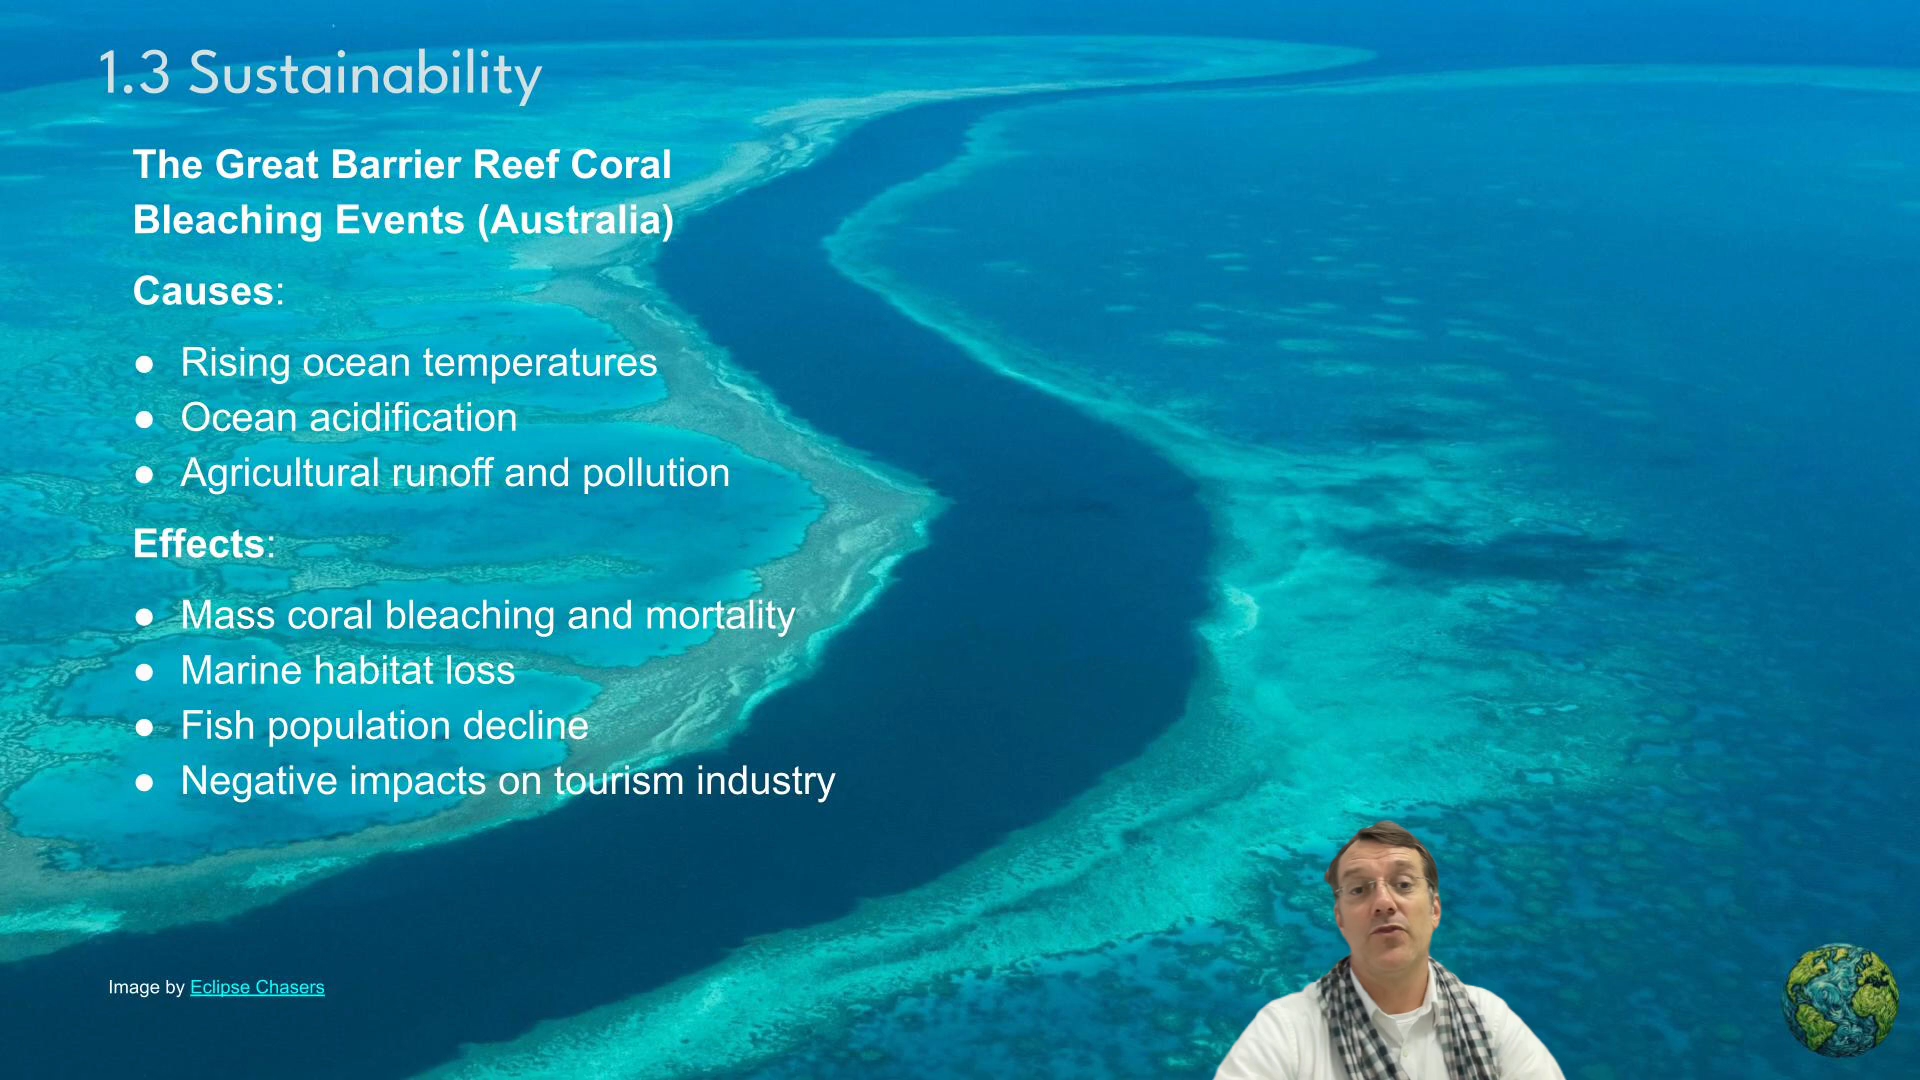 1.3 Sustainability
The Great Barrier Reef Coral
Bleaching Events (Australia)
Causes:
● Rising ocean temperatures
● Ocean acidification
● Agricultural runoff and pollution
Effects:
● Mass coral bleaching and mortality
● Marine habitat loss
● Fish population decline
● Negative impacts on tourism industry
Image by Eclipse Chasers